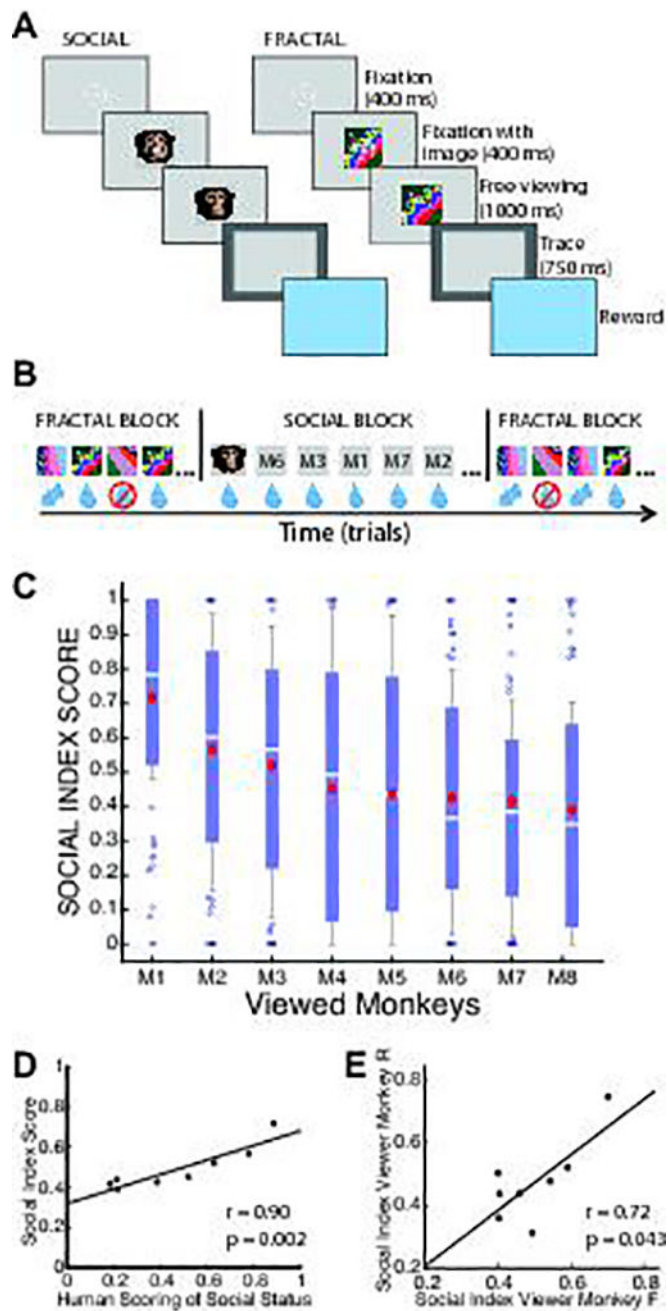 A
SOCIAL FRACTAL
Fixation
(400 ms)
Fixation with
image (400 ms)
Free viewing
(1000 ms)
Trace
(750 ms)
Reward
B
FRACTAL BLOCK SOCIAL BLOCK FRACTAL BLOCK
... M6 M3 M1 M7 M2 ... ...
Time (trials)
C
SOCIAL INDEX SCORE
1
0.9
0.8
0.7
0.6
0.5
0.4
0.3
0.2
0.1
0
M1 M2 M3 M4 M5 M6 M7 M8
Viewed Monkeys
D
Social Index Score
1
0.8
0.6
0.4
0.2
0
0 0.2 0.4 0.6 0.8 1
r = 0.90
p = 0.002
Human Scoring of Social Status
E
Social Index Viewer Monkey R
0.8
0.6
0.4
0.2
0.2 0.4 0.6 0.8
r = 0.72
p = 0.043
Social Index Viewer Monkey F